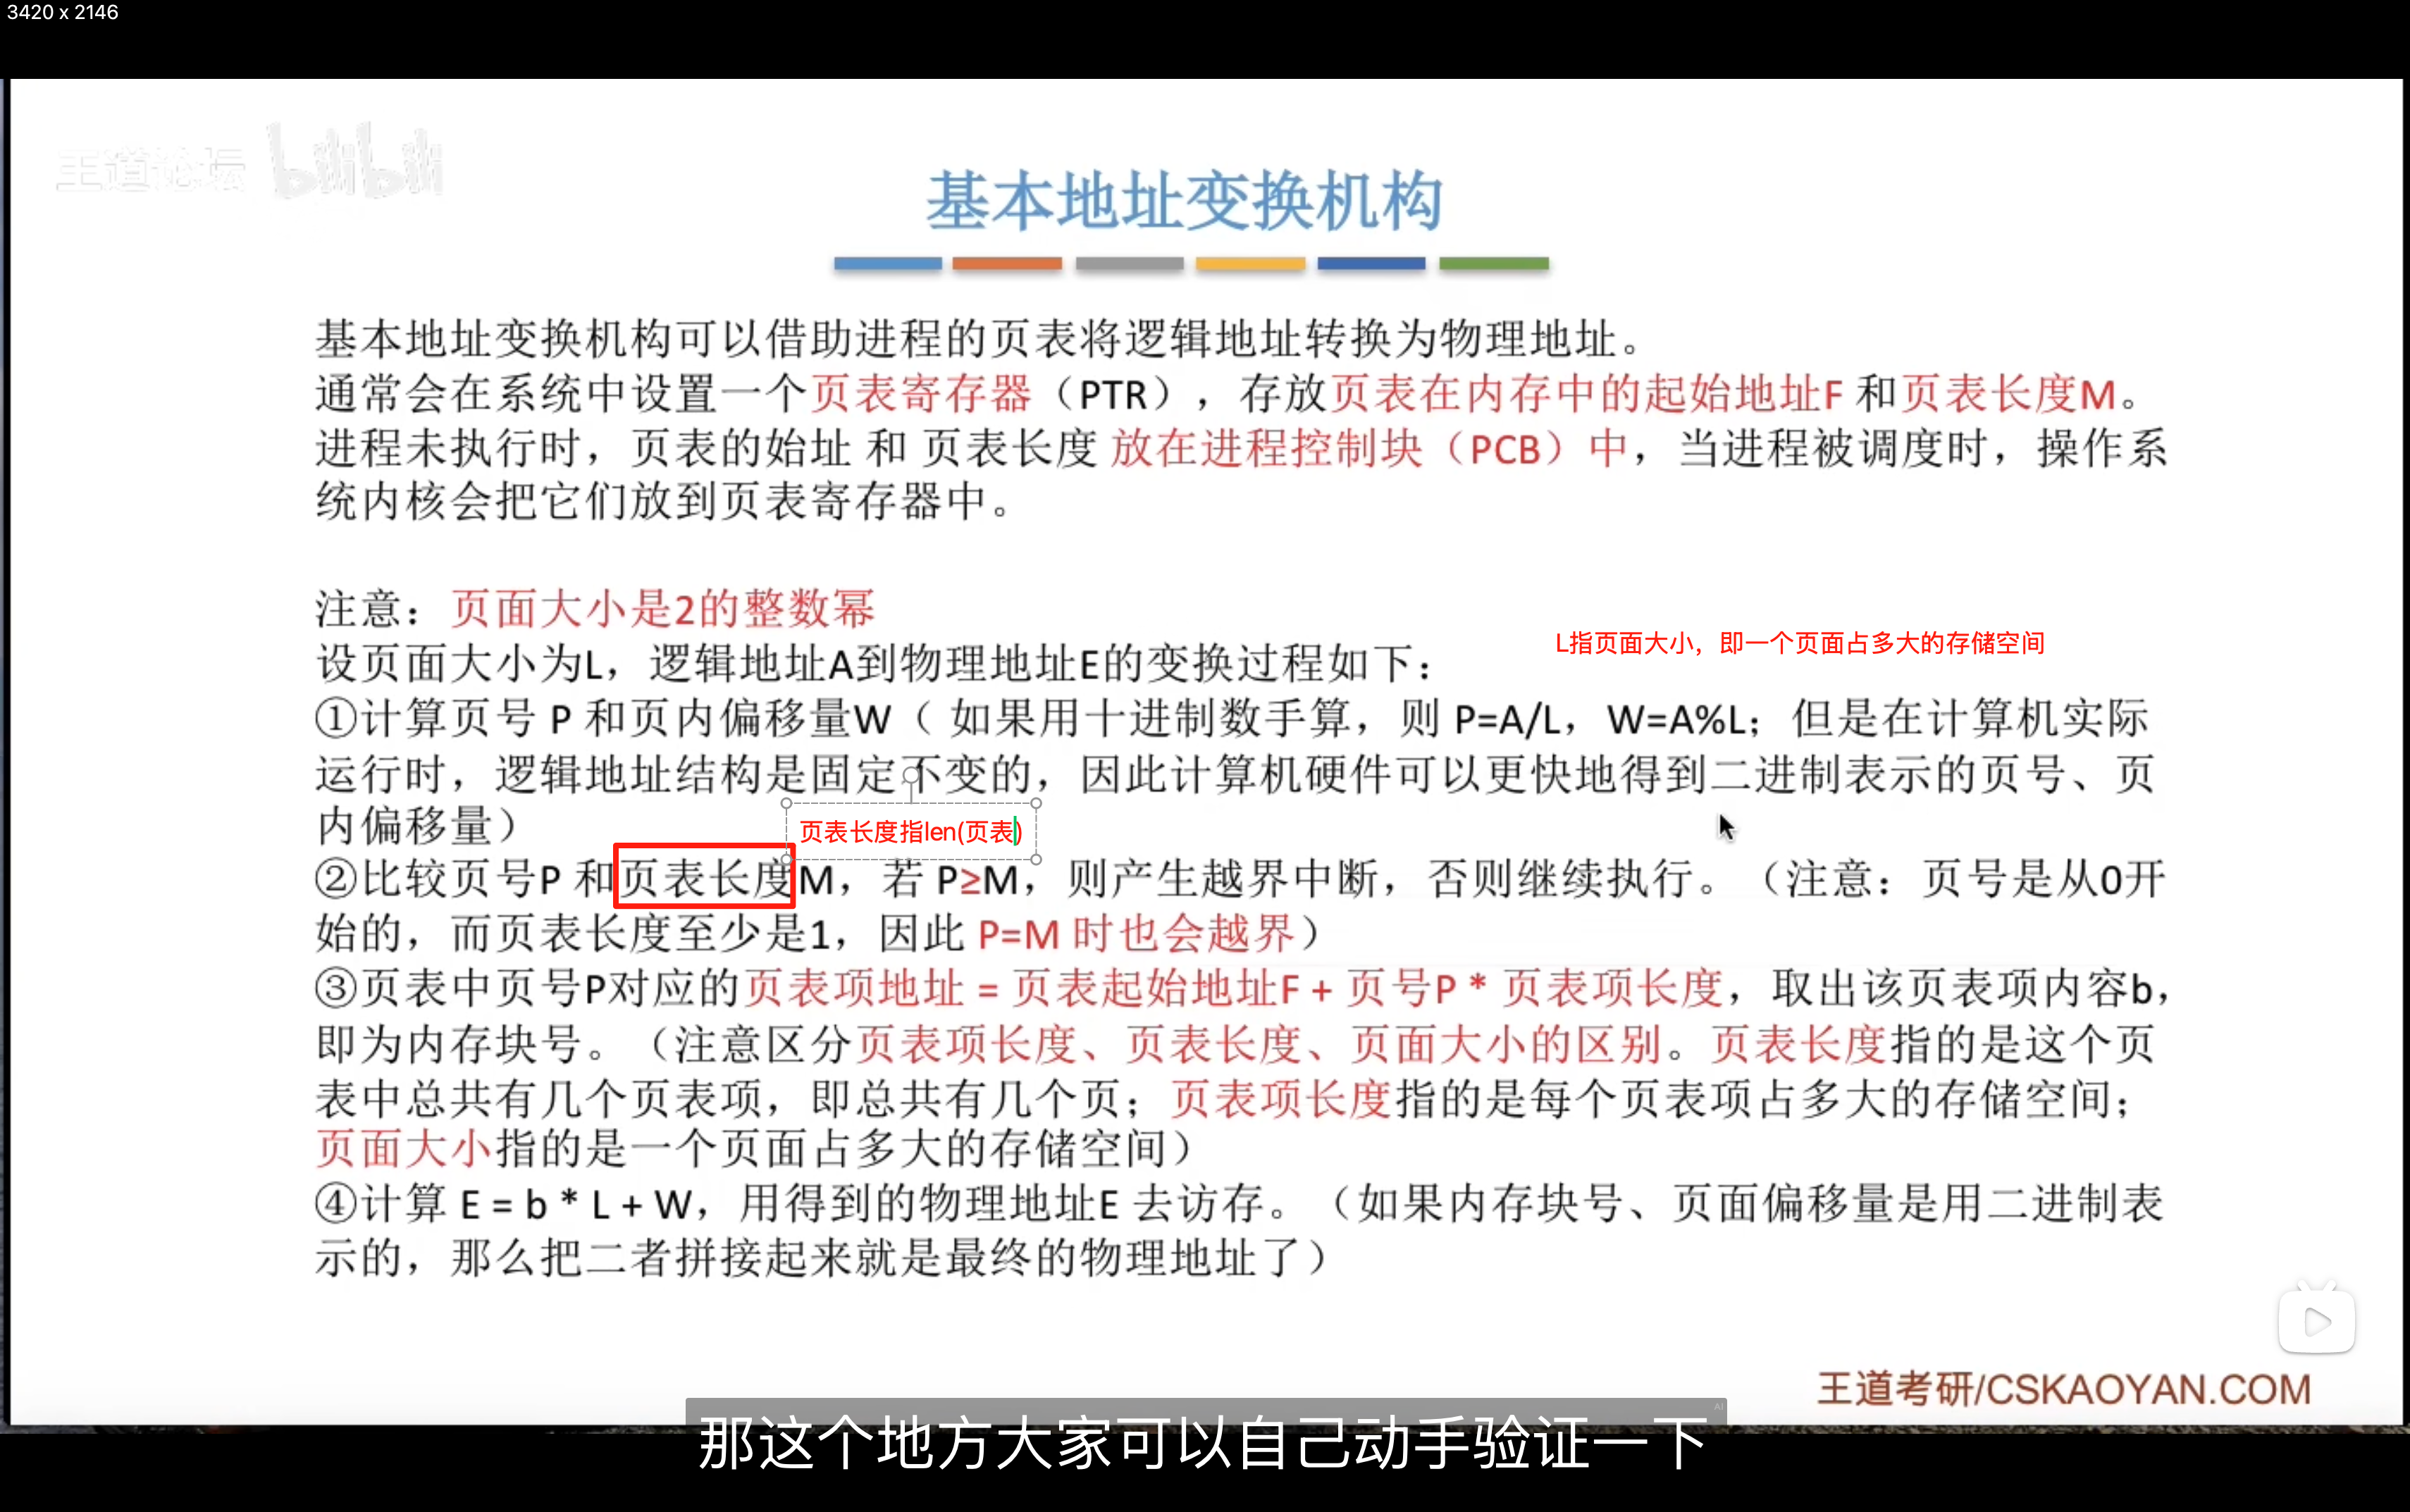 3420 x 2146
王道论坛 bilibili
基本地址变换机构
基本地址变换机构可以借助进程的页表将逻辑地址转换为物理地址。
通常会在系统中设置一个页表寄存器（PTR），存放页表在内存中的起始地址F 和页表长度M。
进程未执行时，页表的始址 和 页表长度 放在进程控制块（PCB）中，当进程被调度时，操作系
统内核会把它们放到页表寄存器中。
注意：页面大小是2的整数幂
L指页面大小，即一个页面占多大的存储空间
设页面大小为L，逻辑地址A到物理地址E的变换过程如下：
①计算页号 P 和页内偏移量W（ 如果用十进制数手算，则 P=A/L，W=A%L；但是在计算机实际
运行时，逻辑地址结构是固定不变的，因此计算机硬件可以更快地得到二进制表示的页号、页
内偏移量）
页表长度指len(页表)
②比较页号P 和页表长度M，若 P≥M，则产生越界中断，否则继续执行。（注意：页号是从0开
始的，而页表长度至少是1，因此 P=M 时也会越界）
③页表中页号P对应的页表项地址 = 页表起始地址F + 页号P * 页表项长度，取出该页表项内容b，
即为内存块号。（注意区分页表项长度、页表长度、页面大小的区别。页表长度指的是这个页
表中总共有几个页表项，即总共有几个页；页表项长度指的是每个页表项占多大的存储空间；
页面大小指的是一个页面占多大的存储空间）
④计算 E = b * L + W，用得到的物理地址E 去访存。（如果内存块号、页面偏移量是用二进制表
示的，那么把二者拼接起来就是最终的物理地址了）
王道考研/CSKAOYAN.COM
AI
那这个地方大家可以自己动手验证一下